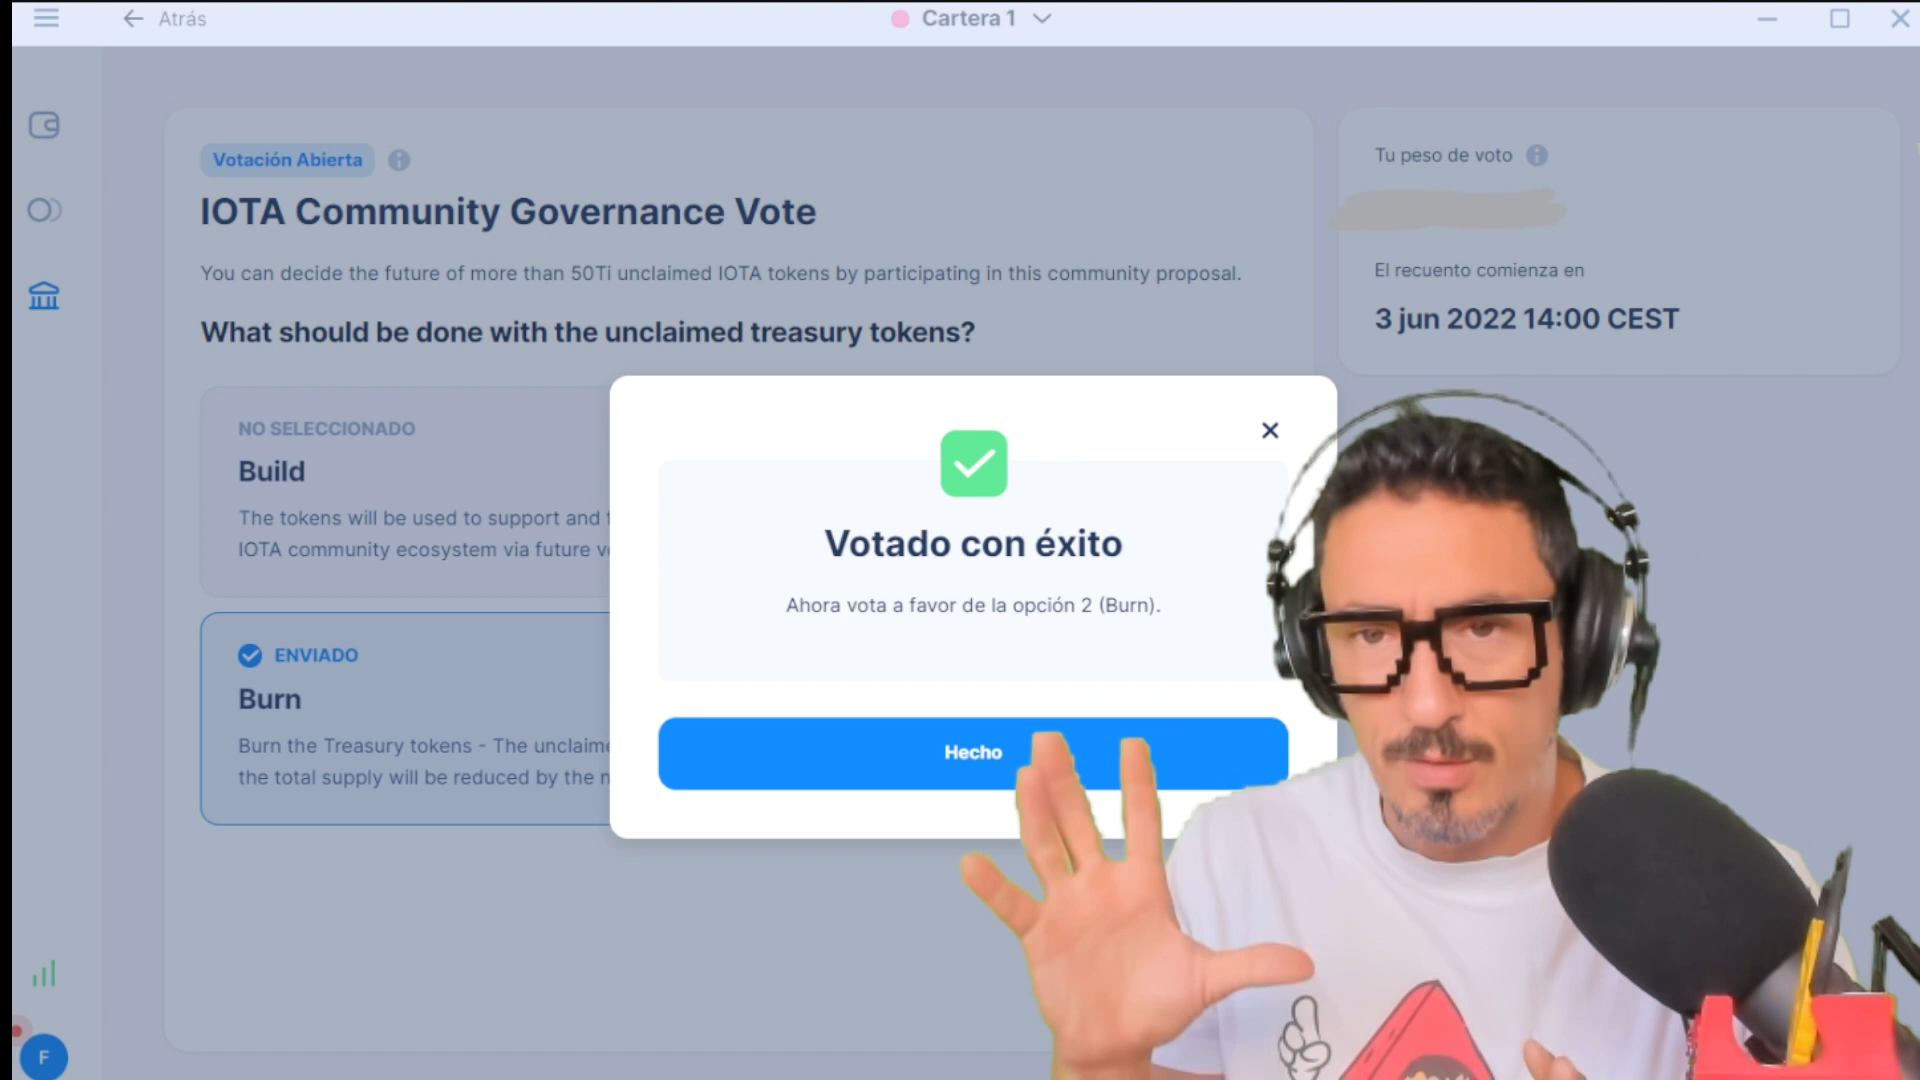 Atrás
Cartera 1
Votación Abierta
IOTA Community Governance Vote
You can decide the future of more than 50Ti unclaimed IOTA tokens by participating in this community proposal.
What should be done with the unclaimed treasury tokens?
NO SELECCIONADO
Build
The tokens will be used to support and
IOTA community ecosystem via future
ENVIADO
Burn
Burn the Treasury tokens - The
the total supply will be reduced by the
Tu peso de voto
El recuento comienza en
3 jun 2022 14:00 CEST
Votado con éxito
Ahora vota a favor de la opción 2 (Burn).
Hecho
F